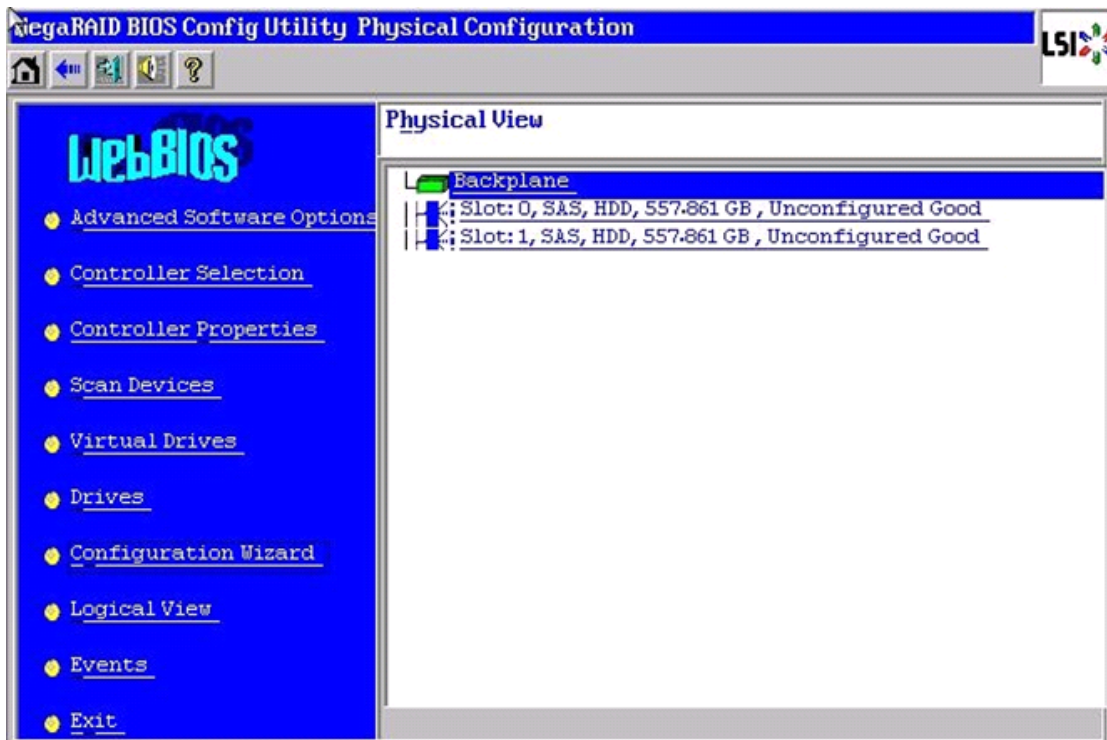 MegaRAID BIOS Config Utility Physical Configuration
LSI
?
WebBIOS
Advanced Software Options
Controller Selection
Controller Properties
Scan Devices
Virtual Drives
Drives
Configuration Wizard
Logical View
Events
Exit
Physical View
Backplane
Slot: 0, SAS, HDD, 557.861 GB, Unconfigured Good
Slot: 1, SAS, HDD, 557.861 GB, Unconfigured Good